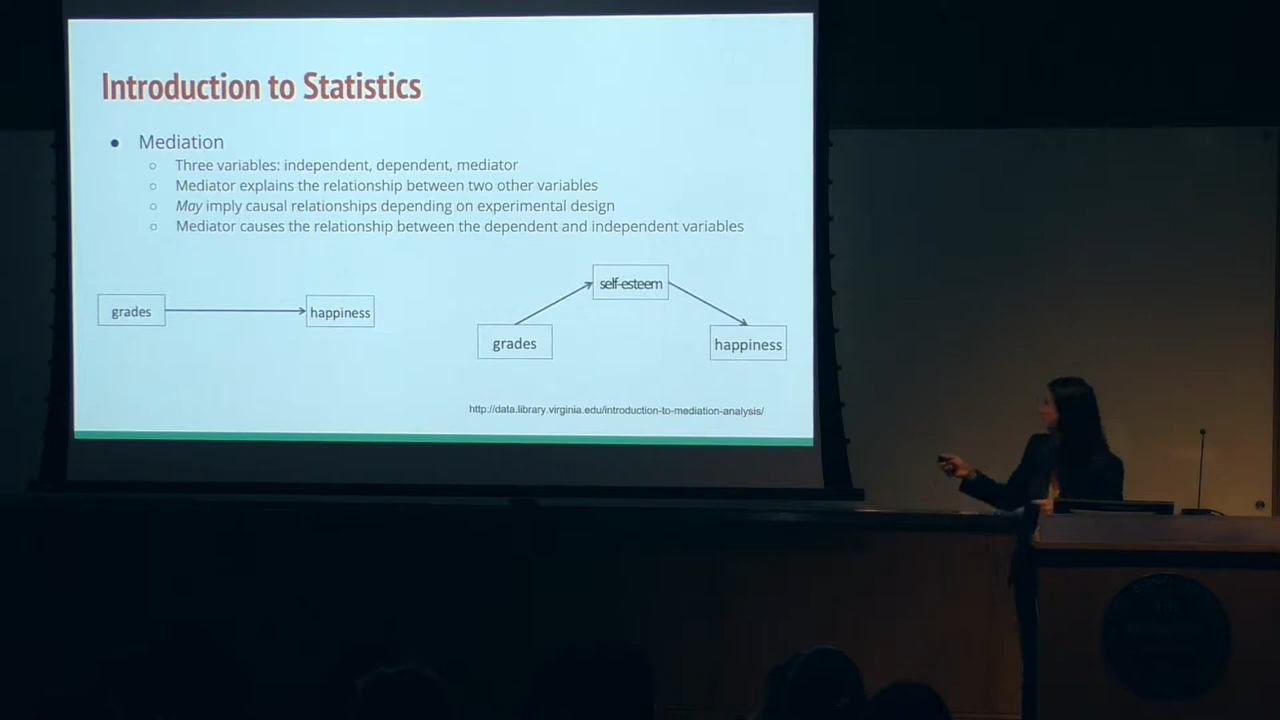 Introduction to Statistics
● Mediation
○ Three variables: independent, dependent, mediator
○ Mediator explains the relationship between two other variables
○ May imply causal relationships depending on experimental design
○ Mediator causes the relationship between the dependent and independent variables
grades
happiness
self-esteem
grades
happiness
http://data.library.virginia.edu/introduction-to-mediation-analysis/